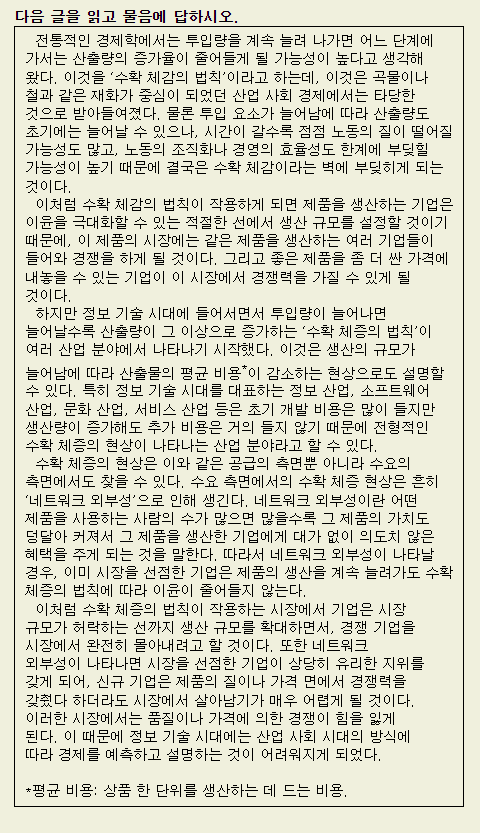 다음 글을 읽고 물음에 답하시오.
전통적인 경제학에서는 투입량을 계속 늘려 나가면 어느 단계에
가서는 산출량의 증가율이 줄어들게 될 가능성이 높다고 생각해
왔다. 이것을 ‘수확 체감의 법칙’이라고 하는데, 이것은 곡물이나
철과 같은 재화가 중심이 되었던 산업 사회 경제에서는 타당한
것으로 받아들여졌다. 물론 투입 요소가 늘어남에 따라 산출량도
초기에는 늘어날 수 있으나, 시간이 갈수록 점점 노동의 질이 떨어질
가능성도 많고, 노동의 조직화나 경영의 효율성도 한계에 부딪힐
가능성이 높기 때문에 결국은 수확 체감이라는 벽에 부딪히게 되는
것이다.
이처럼 수확 체감의 법칙이 작용하게 되면 제품을 생산하는 기업은
이윤을 극대화할 수 있는 적절한 선에서 생산 규모를 설정할 것이기
때문에, 이 제품의 시장에는 같은 제품을 생산하는 여러 기업들이
들어와 경쟁을 하게 될 것이다. 그리고 좋은 제품을 좀 더 싼 가격에
내놓을 수 있는 기업이 이 시장에서 경쟁력을 가질 수 있게 될
것이다.
하지만 정보 기술 시대에 들어서면서 투입량이 늘어나면
늘어날수록 산출량이 그 이상으로 증가하는 ‘수확 체증의 법칙’이
여러 산업 분야에서 나타나기 시작했다. 이것은 생산의 규모가
늘어남에 따라 산출물의 평균 비용*이 감소하는 현상으로도 설명할
수 있다. 특히 정보 기술 시대를 대표하는 정보 산업, 소프트웨어
산업, 문화 산업, 서비스 산업 등은 초기 개발 비용은 많이 들지만
생산량이 증가해도 추가 비용은 거의 들지 않기 때문에 전형적인
수확 체증의 현상이 나타나는 산업 분야라고 할 수 있다.
수확 체증의 현상은 이와 같은 공급의 측면뿐 아니라 수요의
측면에서도 찾을 수 있다. 수요 측면에서의 수확 체증 현상은 흔히
‘네트워크 외부성’으로 인해 생긴다. 네트워크 외부성이란 어떤
제품을 사용하는 사람의 수가 많으면 많을수록 그 제품의 가치도
덩달아 커져서 그 제품을 생산한 기업에게 대가 없이 의도치 않은
혜택을 주게 되는 것을 말한다. 따라서 네트워크 외부성이 나타날
경우, 이미 시장을 선점한 기업은 제품의 생산을 계속 늘려가도 수확
체증의 법칙에 따라 이윤이 줄어들지 않는다.
이처럼 수확 체증의 법칙이 작용하는 시장에서 기업은 시장
규모가 허락하는 선까지 생산 규모를 확대하면서, 경쟁 기업을
시장에서 완전히 몰아내려고 할 것이다. 또한 네트워크
외부성이 나타나면 시장을 선점한 기업이 상당히 유리한 지위를
갖게 되어, 신규 기업은 제품의 질이나 가격 면에서 경쟁력을
갖췄다 하더라도 시장에서 살아남기가 매우 어렵게 될 것이다.
이러한 시장에서는 품질이나 가격에 의한 경쟁이 힘을 잃게
된다. 이 때문에 정보 기술 시대에는 산업 사회 시대의 방식에
따라 경제를 예측하고 설명하는 것이 어려워지게 되었다.
*평균 비용: 상품 한 단위를 생산하는 데 드는 비용.